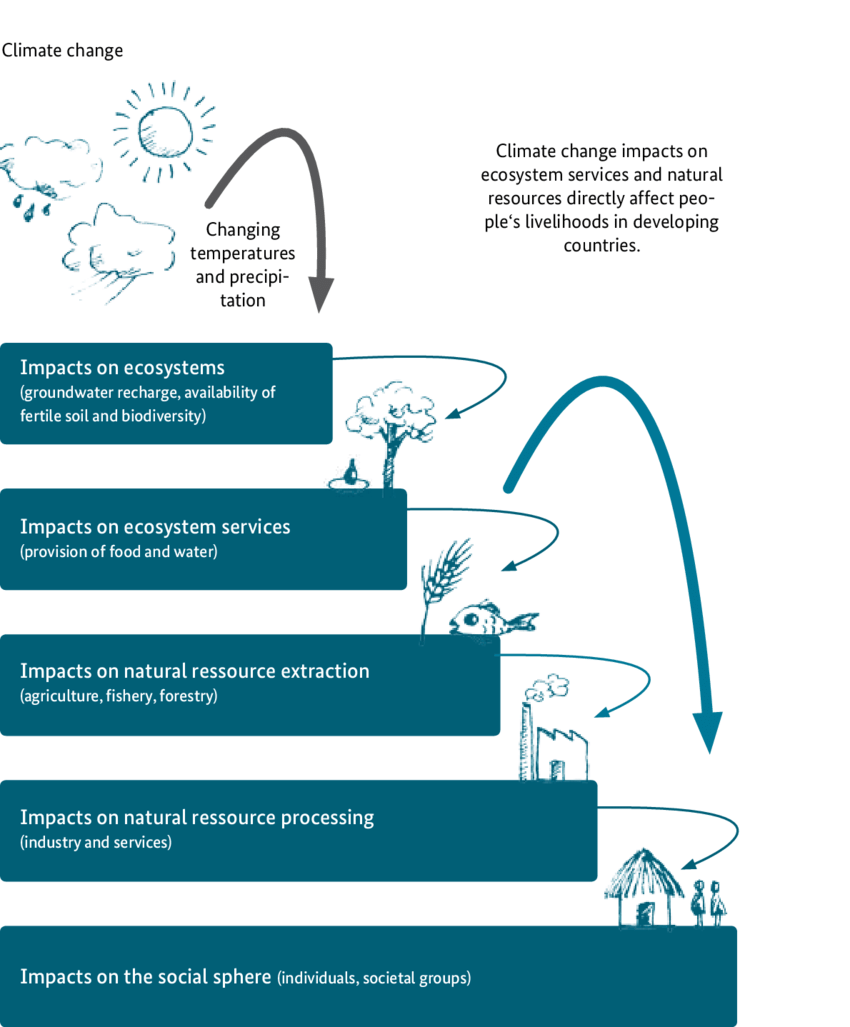 Climate change
Climate change impacts on
ecosystem services and natural
resources directly affect peo-
ple‘s livelihoods in developing
countries.
Changing
temperatures
and precipi-
tation
Impacts on ecosystems
(groundwater recharge, availability of
fertile soil and biodiversity)
Impacts on ecosystem services
(provision of food and water)
Impacts on natural ressource extraction
(agriculture, fishery, forestry)
Impacts on natural ressource processing
(industry and services)
Impacts on the social sphere (individuals, societal groups)